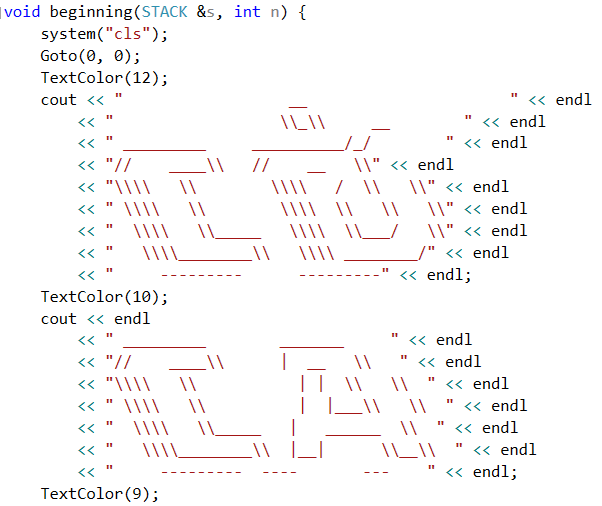 void beginning(STACK &s, int n) {
    system("cls");
    Goto(0, 0);
    TextColor(12);
    cout << "                  __                      " << endl
        << "                  \\_\\     __        " << endl
        << " _________     __________/_/        " << endl
        << "//    ____\\   //    __   \\" << endl
        << "\\\\   \\        \\\\   /  \\   \\" << endl
        << " \\\\   \\        \\\\  \\   \\   \\" << endl
        << "  \\\\   \\_____   \\\\  \\___/   \\" << endl
        << "   \\\\________\\   \\\\ ________/" << endl
        << "     ---------      ---------" << endl;
    TextColor(10);
    cout << endl
        << " _________        _______     " << endl
        << "//    ____\\      |  __   \\   " << endl
        << "\\\\   \\           | |  \\   \\  " << endl
        << " \\\\   \\          |  |___\\   \\  " << endl
        << "  \\\\   \\_____   |   ______  \\  " << endl
        << "   \\\\________\\  |__|      \\__\\  " << endl
        << "     ---------  ----       ---    " << endl;
    TextColor(9);